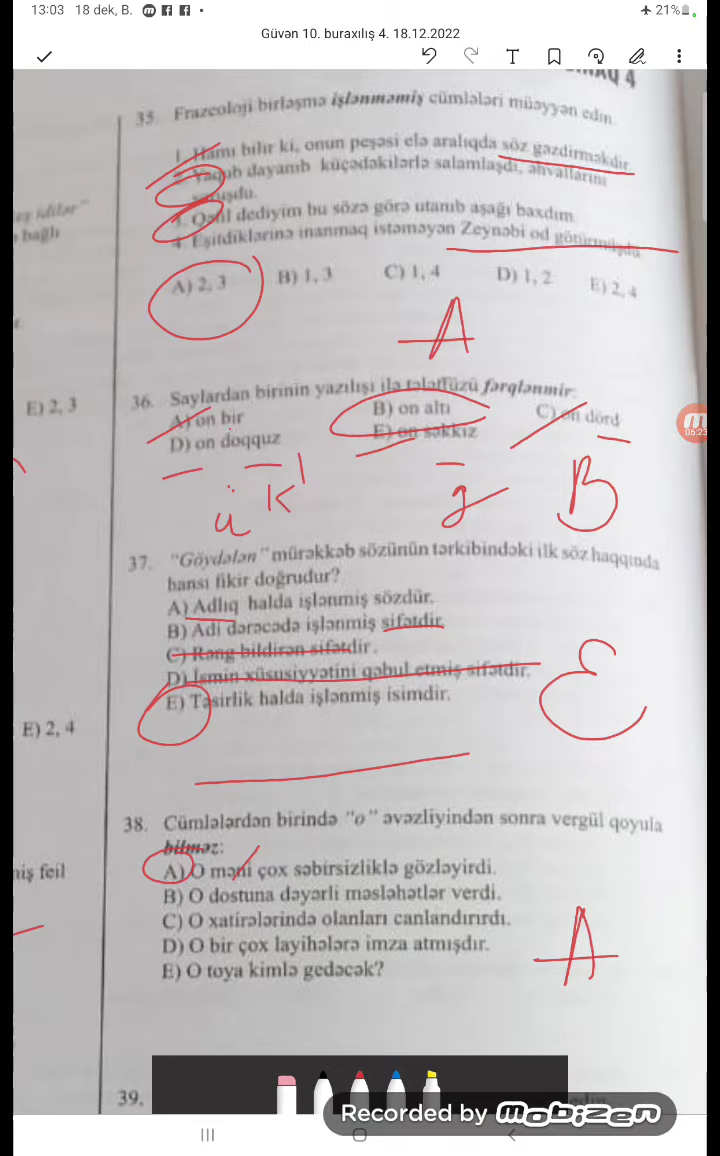 13:03 18 dek, B.
21%
Güvən 10. buraxılış 4. 18.12.2022
4
35. Frazeoloji birləşmə işlənməmiş cümlələri müəyyən edin.
1. Hamı bilir ki, onun peşəsi elə aralıqda söz gəzdirməkdir.
2. Yaqub dayanıb küçədəkilərlə salamlaşdı, əhvallarını
soruşdu.
3. Qəfil dediyim bu sözə görə utanıb aşağı baxdım.
4. Eşitdiklərinə inanmaq istəməyən Zeynəbi od götürmüşdü.
A) 2, 3 B) 1, 3 C) 1, 4 D) 1, 2 E) 2, 4
A
bağlı
E) 2, 3
36. Saylardan birinin yazılışı ilə tələffüzü fərqlənmir:
A) on bir B) on altı C) on dörd
D) on doqquz E) on səkkiz
ü k' g B
37. "Göydələn" mürəkkəb sözünün tərkibindəki ilk söz haqqında
hansı fikir doğrudur?
A) Adlıq halda işlənmiş sözdür.
B) Adi dərəcədə işlənmiş sifətdir.
C) Rəng bildirən sifətdir.
D) İsmin xüsusiyyətini qəbul etmiş sifətdir.
E) Təsirlik halda işlənmiş isimdir.
E
E) 2, 4
38. Cümlələrdən birində "o" əvəzliyindən sonra vergül qoyula
bilməz:
A) O məni çox səbirsizliklə gözləyirdi.
B) O dostuna dəyərli məsləhətlər verdi.
C) O xatirələrində olanları canlandırırdı.
D) O bir çox layihələrə imza atmışdır.
E) O toya kimlə gedəcək?
A
miş feil
39.
Recorded by mobizen